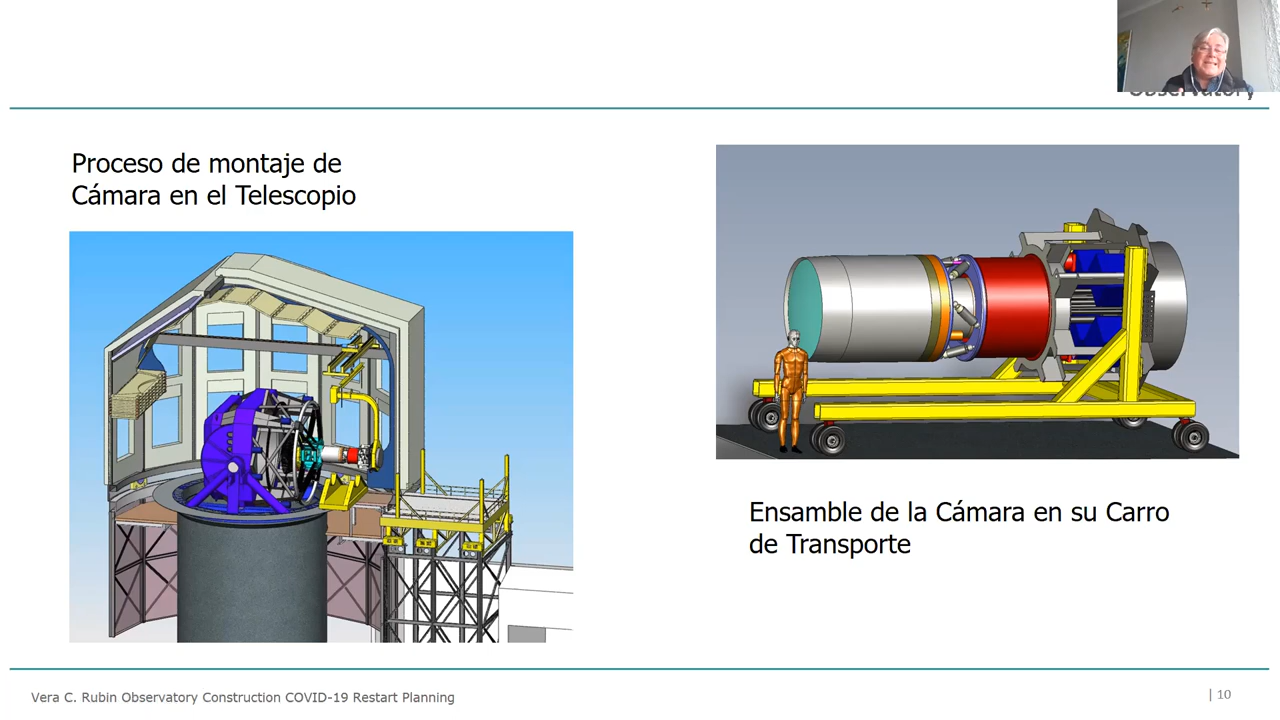 Observatory
Proceso de montaje de
Cámara en el Telescopio
Ensamble de la Cámara en su Carro
de Transporte
Vera C. Rubin Observatory Construction COVID-19 Restart Planning
| 10